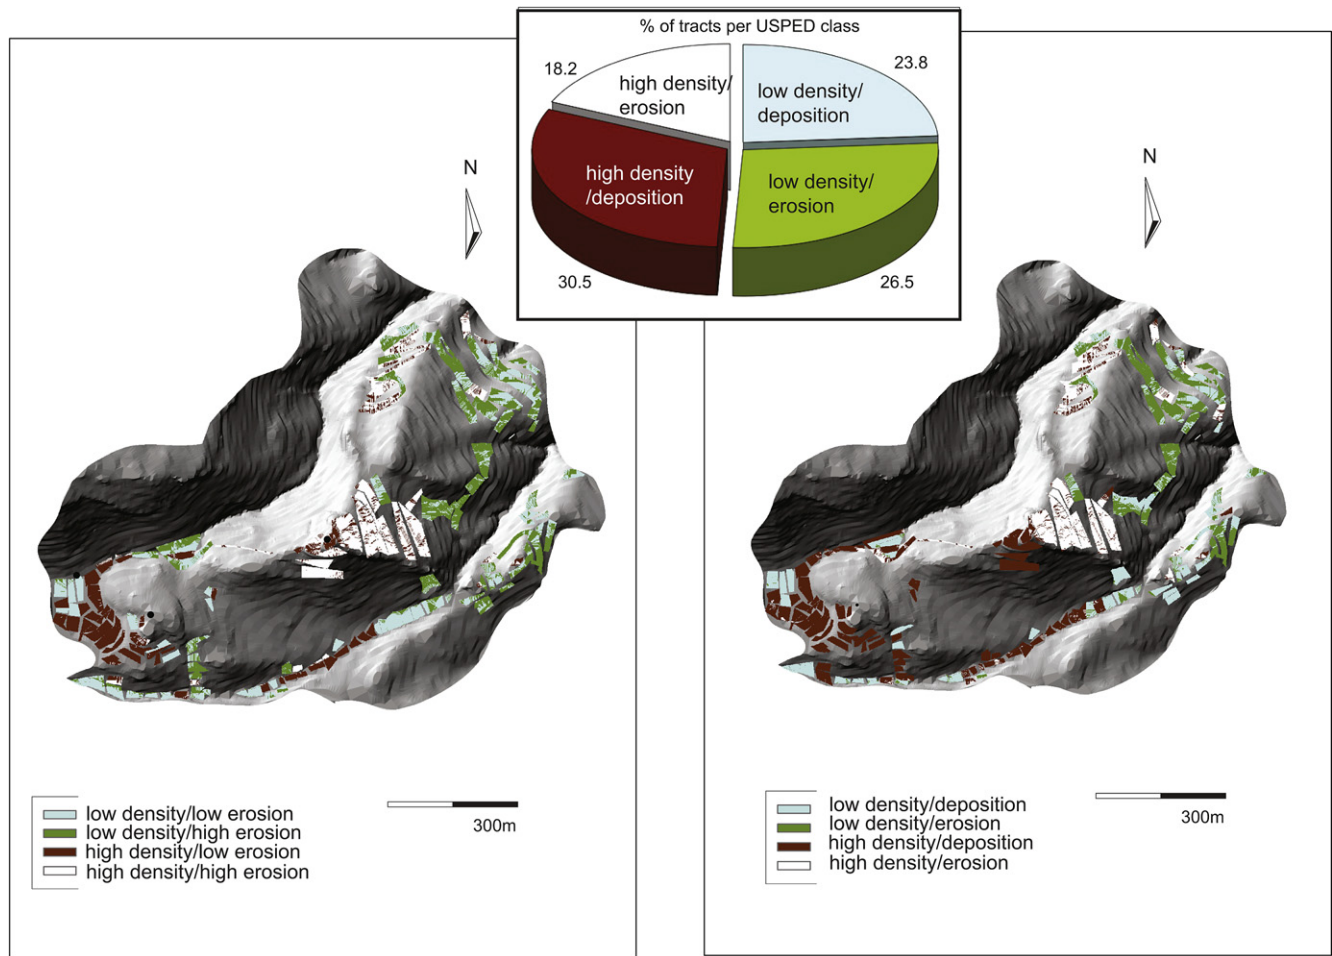 % of tracts per USPED class
18.2
high density/
erosion
23.8
low density/
deposition
high density
/deposition
low density/
erosion
30.5
26.5
N
N
low density/low erosion
low density/high erosion
high density/low erosion
high density/high erosion
300m
low density/deposition
low density/erosion
high density/deposition
high density/erosion
300m